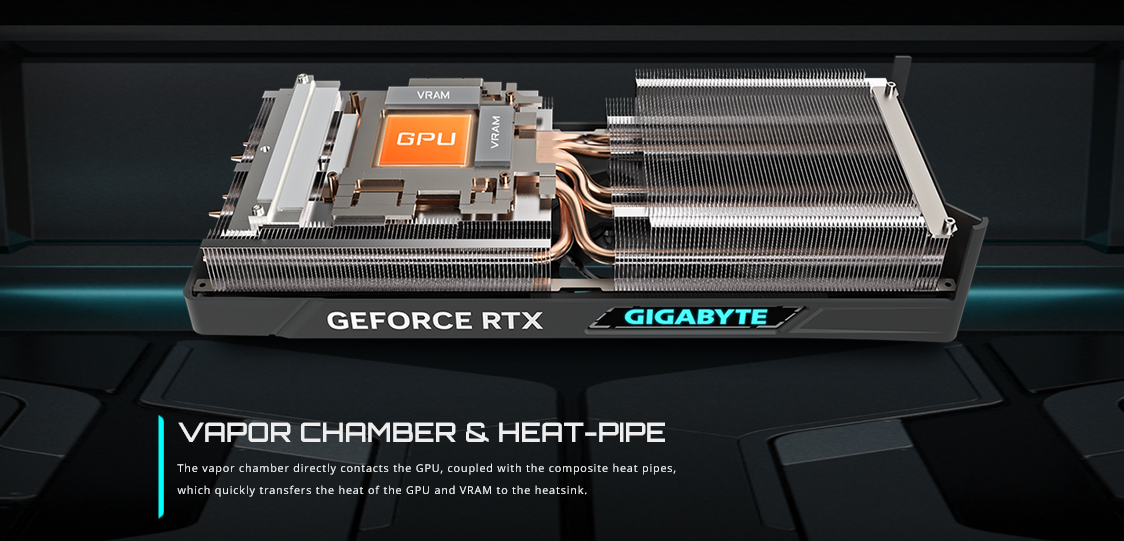 VRAM
GPU
VRAM
GEFORCE RTX
GIGABYTE
VAPOR CHAMBER & HEAT-PIPE
The vapor chamber directly contacts the GPU, coupled with the composite heat pipes,
which quickly transfers the heat of the GPU and VRAM to the heatsink.